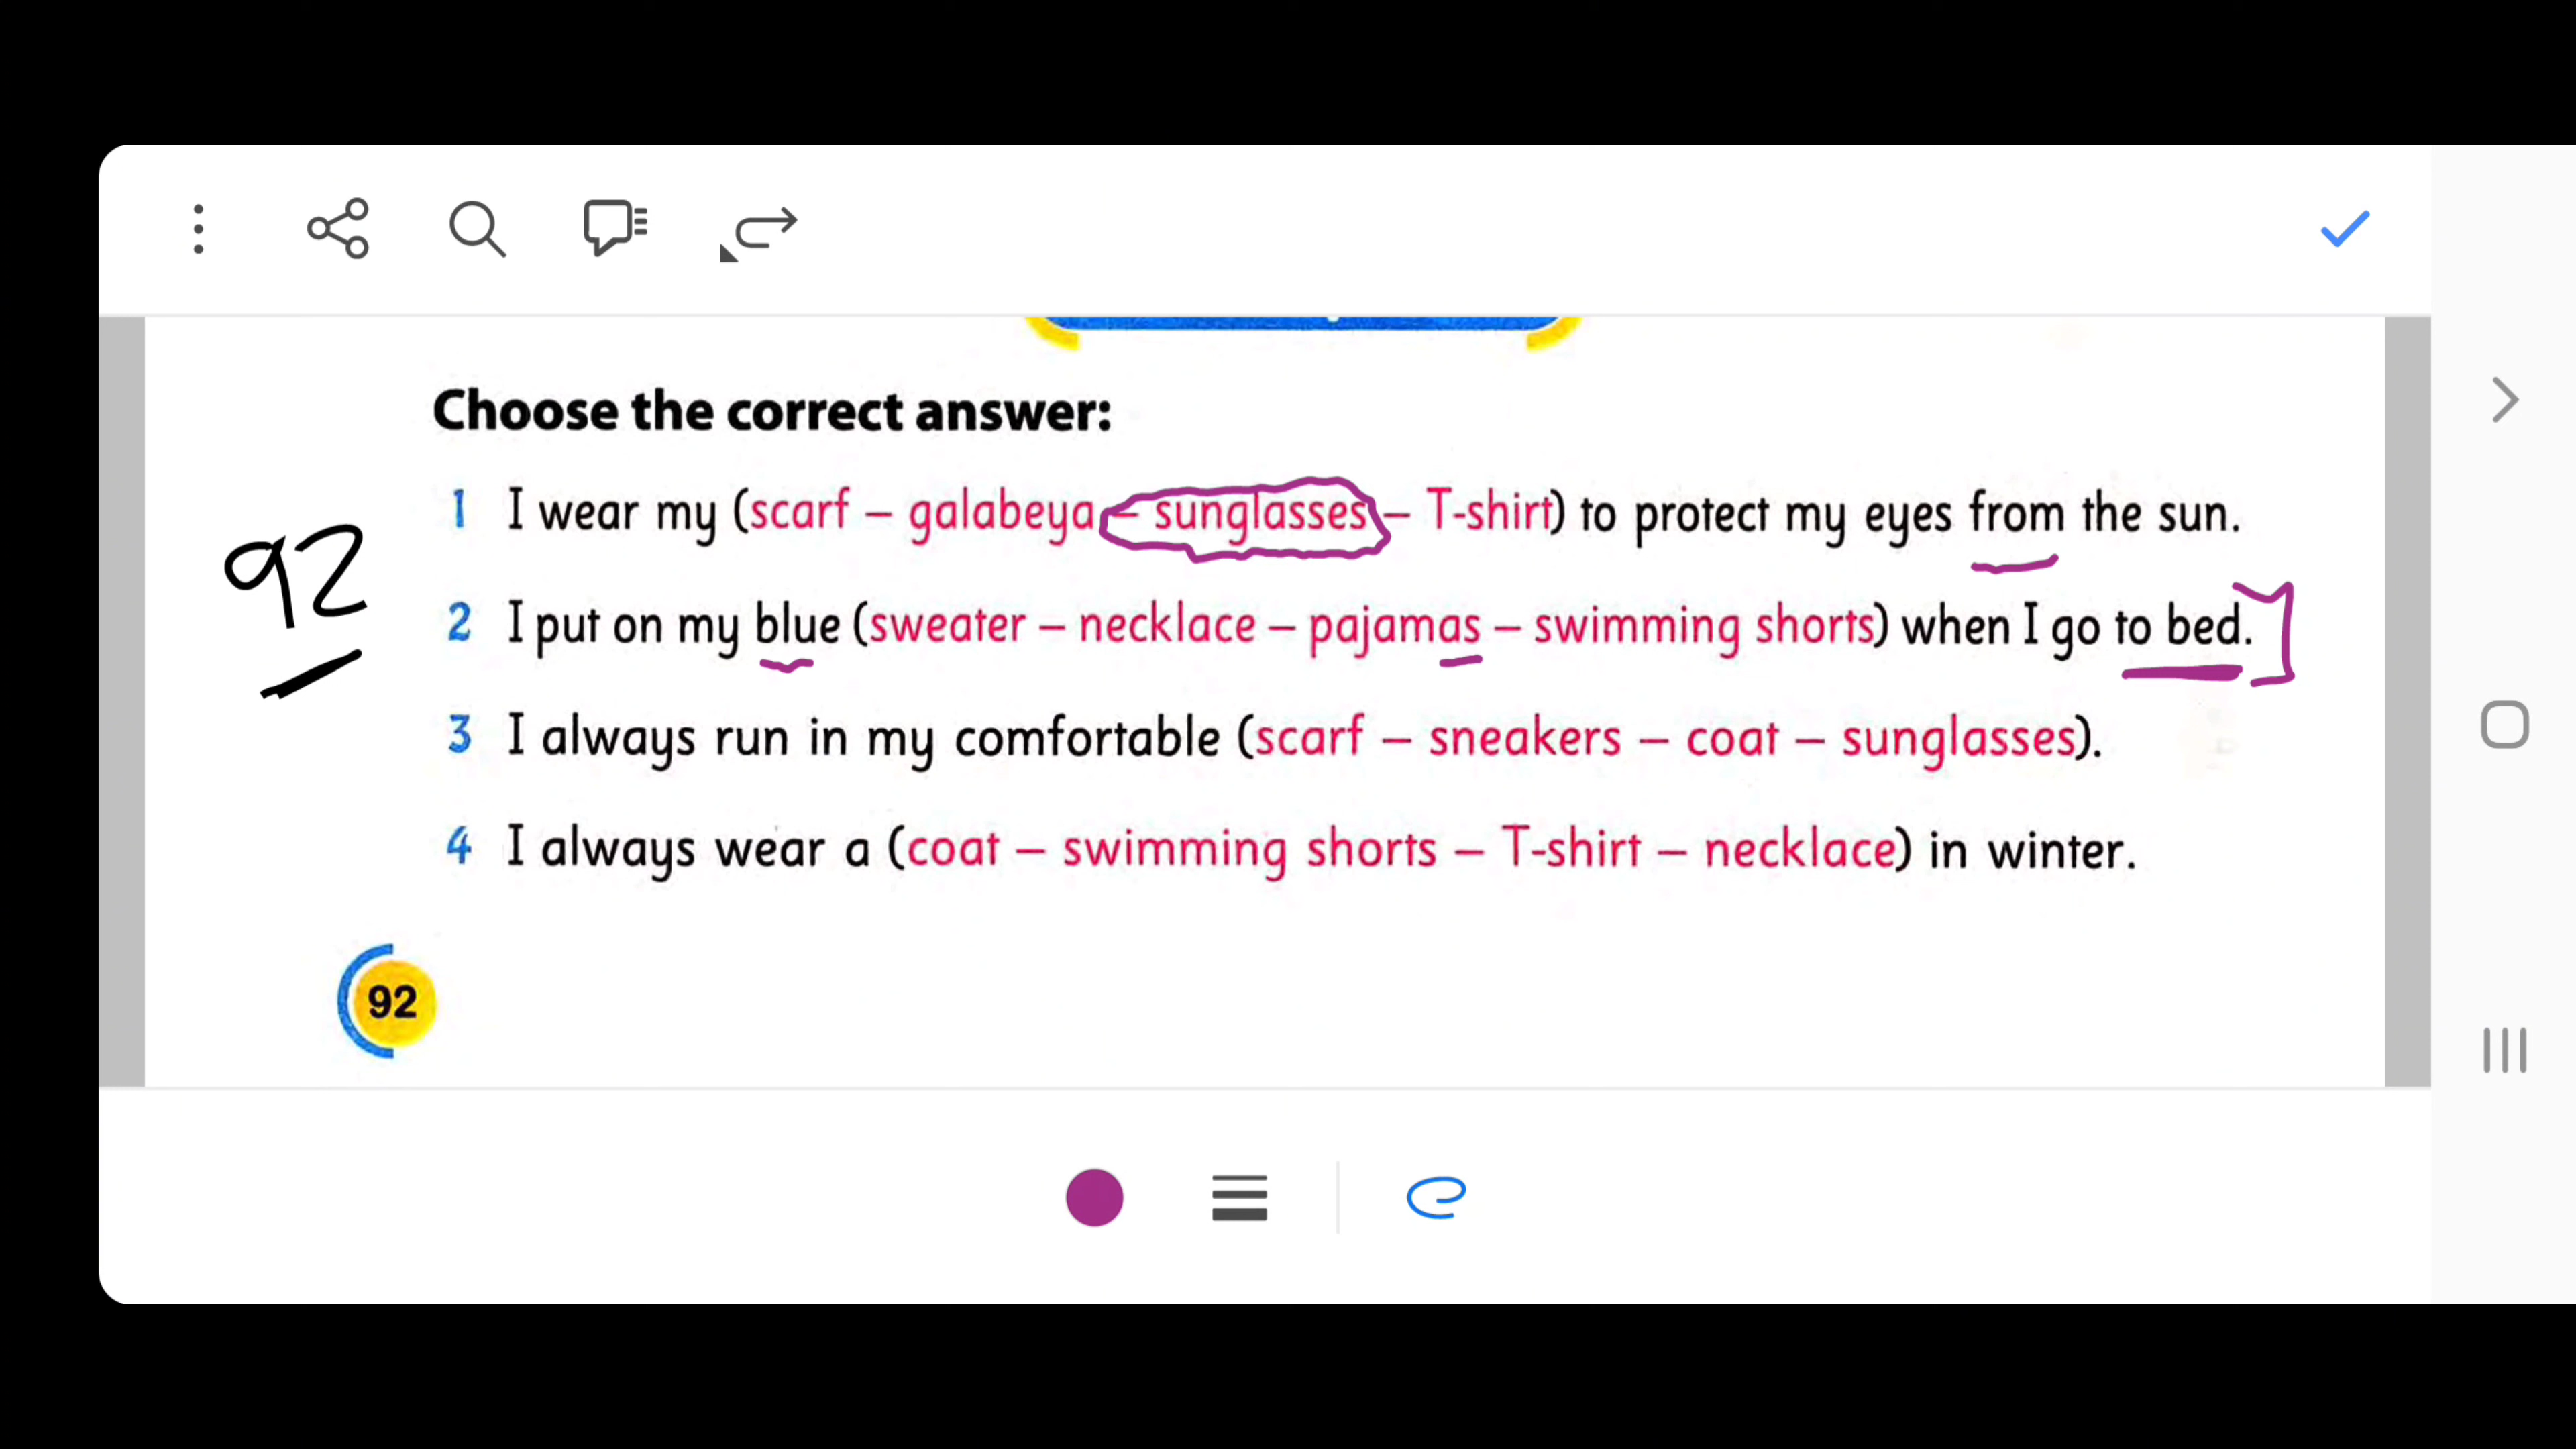 Choose the correct answer:
1 I wear my (scarf – galabeya – sunglasses – T-shirt) to protect my eyes from the sun.
92
2 I put on my blue (sweater – necklace – pajamas – swimming shorts) when I go to bed.
3 I always run in my comfortable (scarf – sneakers – coat – sunglasses).
4 I always wear a (coat – swimming shorts – T-shirt – necklace) in winter.
92